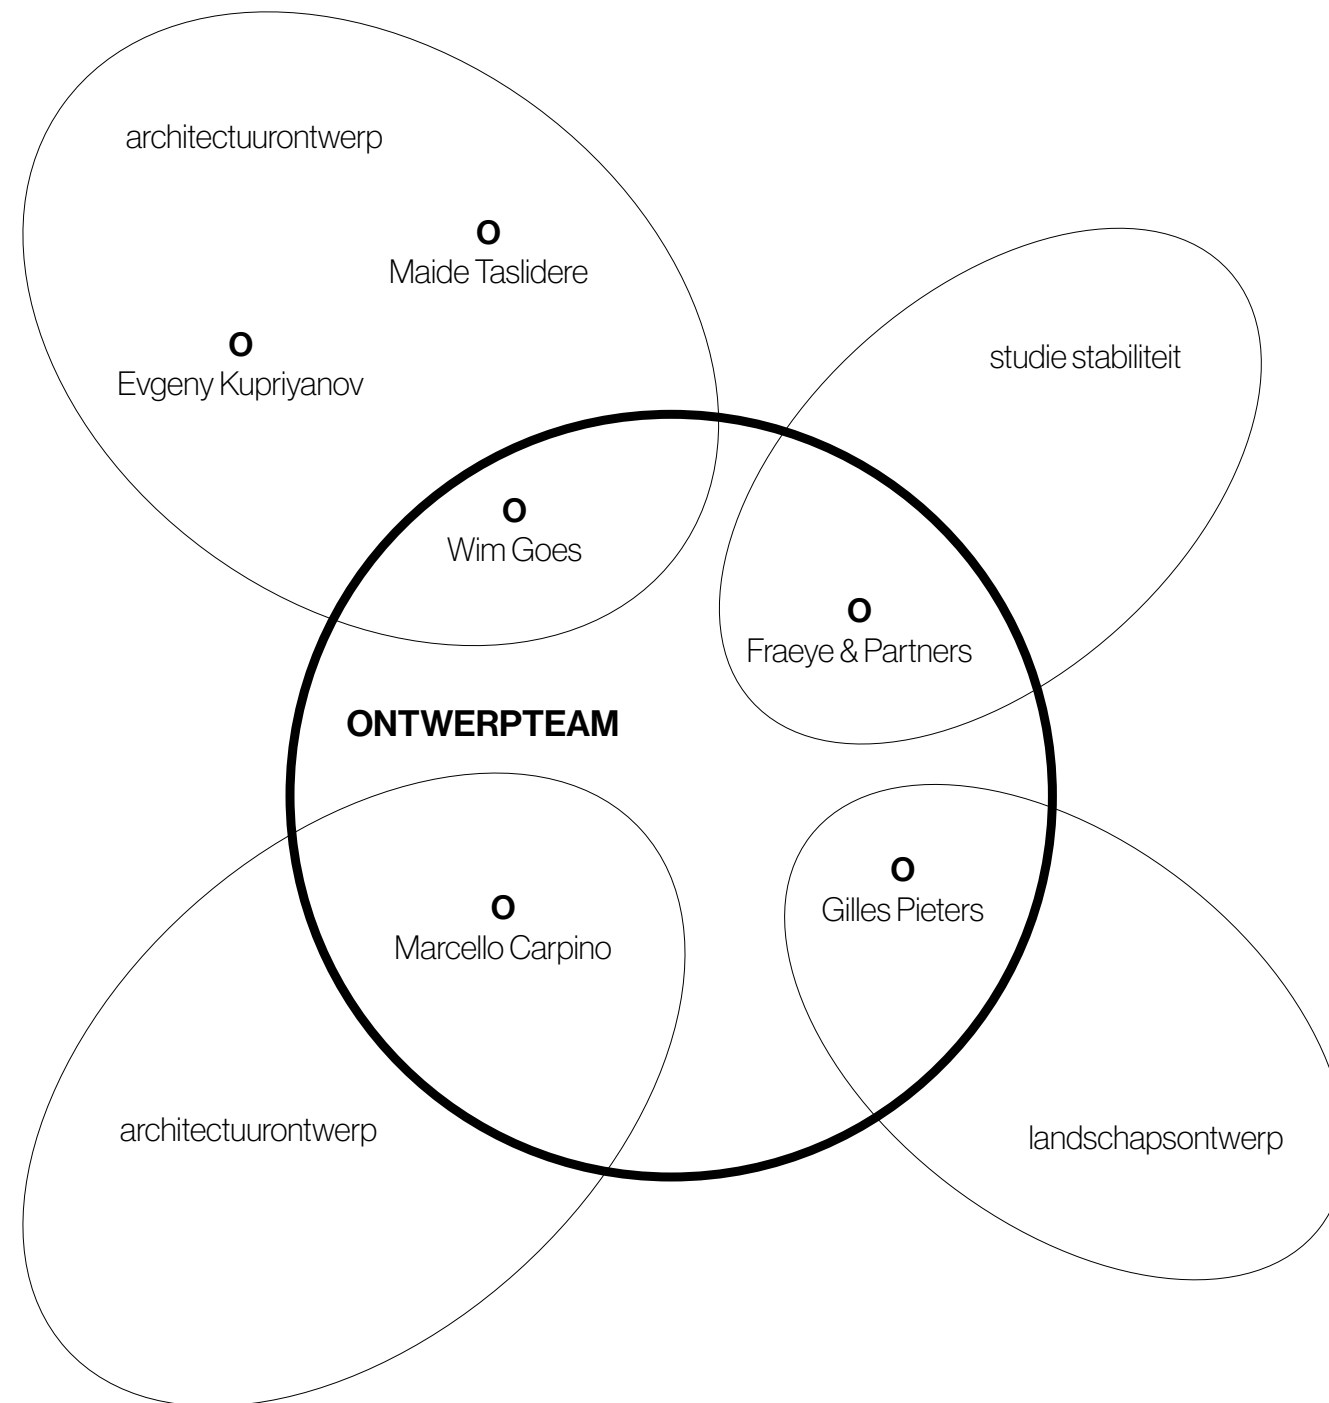 architectuurontwerp
O
Maide Taslidere
O
Evgeny Kupriyanov
studie stabiliteit
O
Wim Goes
O
Fraeye & Partners
ONTWERPTEAM
O
Gilles Pieters
O
Marcello Carpino
architectuurontwerp
landschapsontwerp